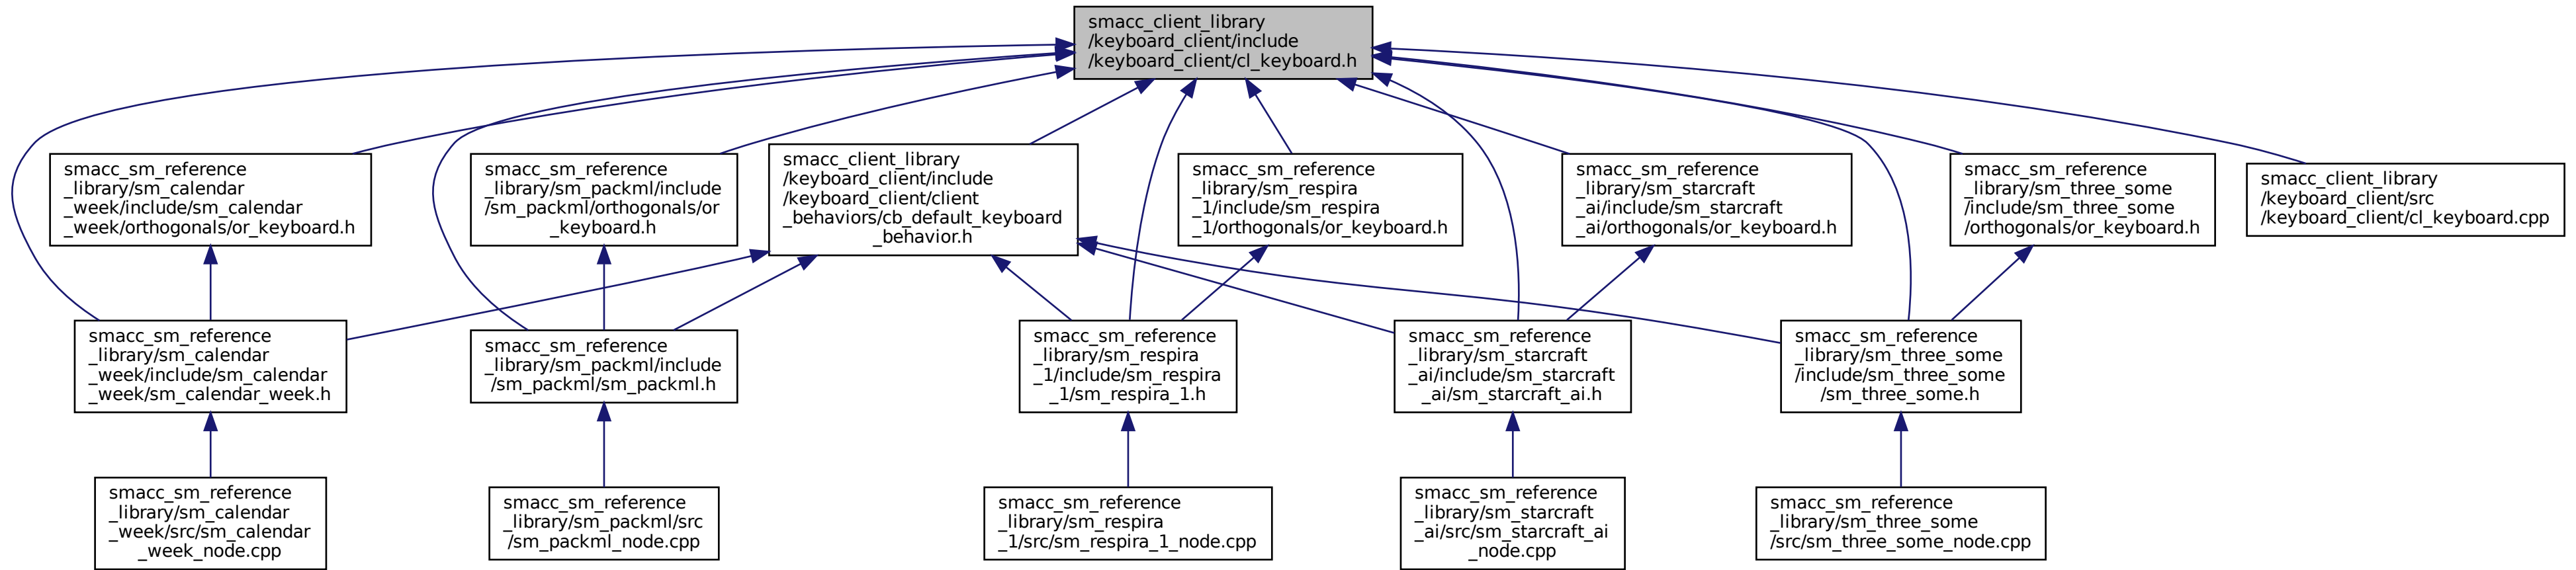 smacc_client_library
/keyboard_client/include
/keyboard_client/cl_keyboard.h
smacc_sm_reference
_library/sm_calendar
_week/include/sm_calendar
_week/orthogonals/or_keyboard.h
smacc_sm_reference
_library/sm_packml/include
/sm_packml/orthogonals/or
_keyboard.h
smacc_client_library
/keyboard_client/include
/keyboard_client/client
_behaviors/cb_default_keyboard
_behavior.h
smacc_sm_reference
_library/sm_respira
_1/include/sm_respira
_1/orthogonals/or_keyboard.h
smacc_sm_reference
_library/sm_starcraft
_ai/include/sm_starcraft
_ai/orthogonals/or_keyboard.h
smacc_sm_reference
_library/sm_three_some
/include/sm_three_some
/orthogonals/or_keyboard.h
smacc_client_library
/keyboard_client/src
/keyboard_client/cl_keyboard.cpp
smacc_sm_reference
_library/sm_calendar
_week/include/sm_calendar
_week/sm_calendar_week.h
smacc_sm_reference
_library/sm_packml/include
/sm_packml/sm_packml.h
smacc_sm_reference
_library/sm_respira
_1/include/sm_respira
_1/sm_respira_1.h
smacc_sm_reference
_library/sm_starcraft
_ai/include/sm_starcraft
_ai/sm_starcraft_ai.h
smacc_sm_reference
_library/sm_three_some
/include/sm_three_some
/sm_three_some.h
smacc_sm_reference
_library/sm_calendar
_week/src/sm_calendar
_week_node.cpp
smacc_sm_reference
_library/sm_packml/src
/sm_packml_node.cpp
smacc_sm_reference
_library/sm_respira
_1/src/sm_respira_1_node.cpp
smacc_sm_reference
_library/sm_starcraft
_ai/src/sm_starcraft_ai
_node.cpp
smacc_sm_reference
_library/sm_three_some
/src/sm_three_some_node.cpp